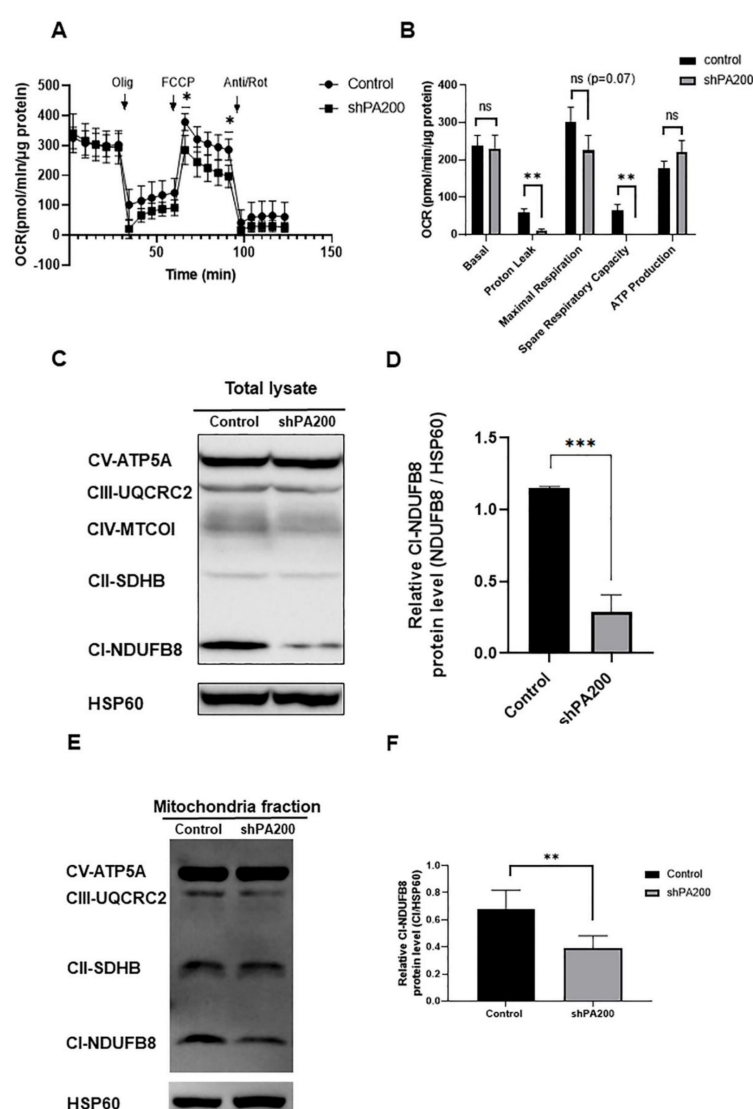 A
Olig
FCCP
Anti/Rot
Control
shPA200
*
*
OCR(pmol/min/µg protein)
500
400
300
200
100
0
-100
50
100
150
Time (min)
B
control
shPA200
ns (p=0.07)
ns
**
**
ns
OCR (pmol/min/µg protein)
400
300
200
100
0
Basal
Proton Leak
Maximal Respiration
Spare Respiratory Capacity
ATP Production
C
Total lysate
Control shPA200
CV-ATP5A
CIII-UQCRC2
CIV-MTCOI
CII-SDHB
CI-NDUFB8
HSP60
D
Relative CI-NDUFB8
protein level (NDUFB8 / HSP60)
1.5
1.0
0.5
0.0
***
Control
shPA200
E
Mitochondria fraction
Control shPA200
CV-ATP5A
CIII-UQCRC2
CII-SDHB
CI-NDUFB8
HSP60
F
Relative CI-NDUFB8
protein level (CI/HSP60)
1.0
0.8
0.6
0.4
0.2
0.0
**
Control
shPA200
Control
shPA200